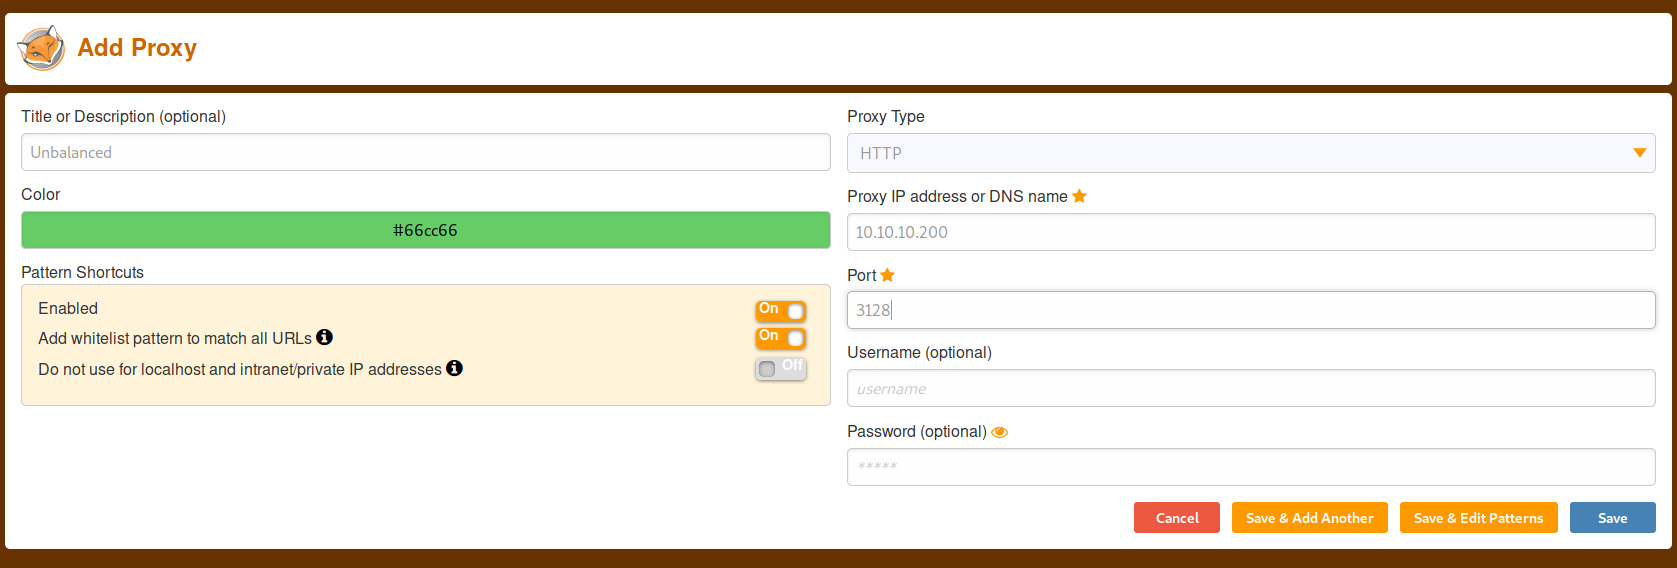 Add Proxy
Title or Description (optional)
Unbalanced
Color
#66cc66
Pattern Shortcuts
Enabled
On
Add whitelist pattern to match all URLs
On
Do not use for localhost and intranet/private IP addresses
Off
Proxy Type
HTTP
Proxy IP address or DNS name
10.10.10.200
Port
3128
Username (optional)
username
Password (optional)
*****
Cancel
Save & Add Another
Save & Edit Patterns
Save